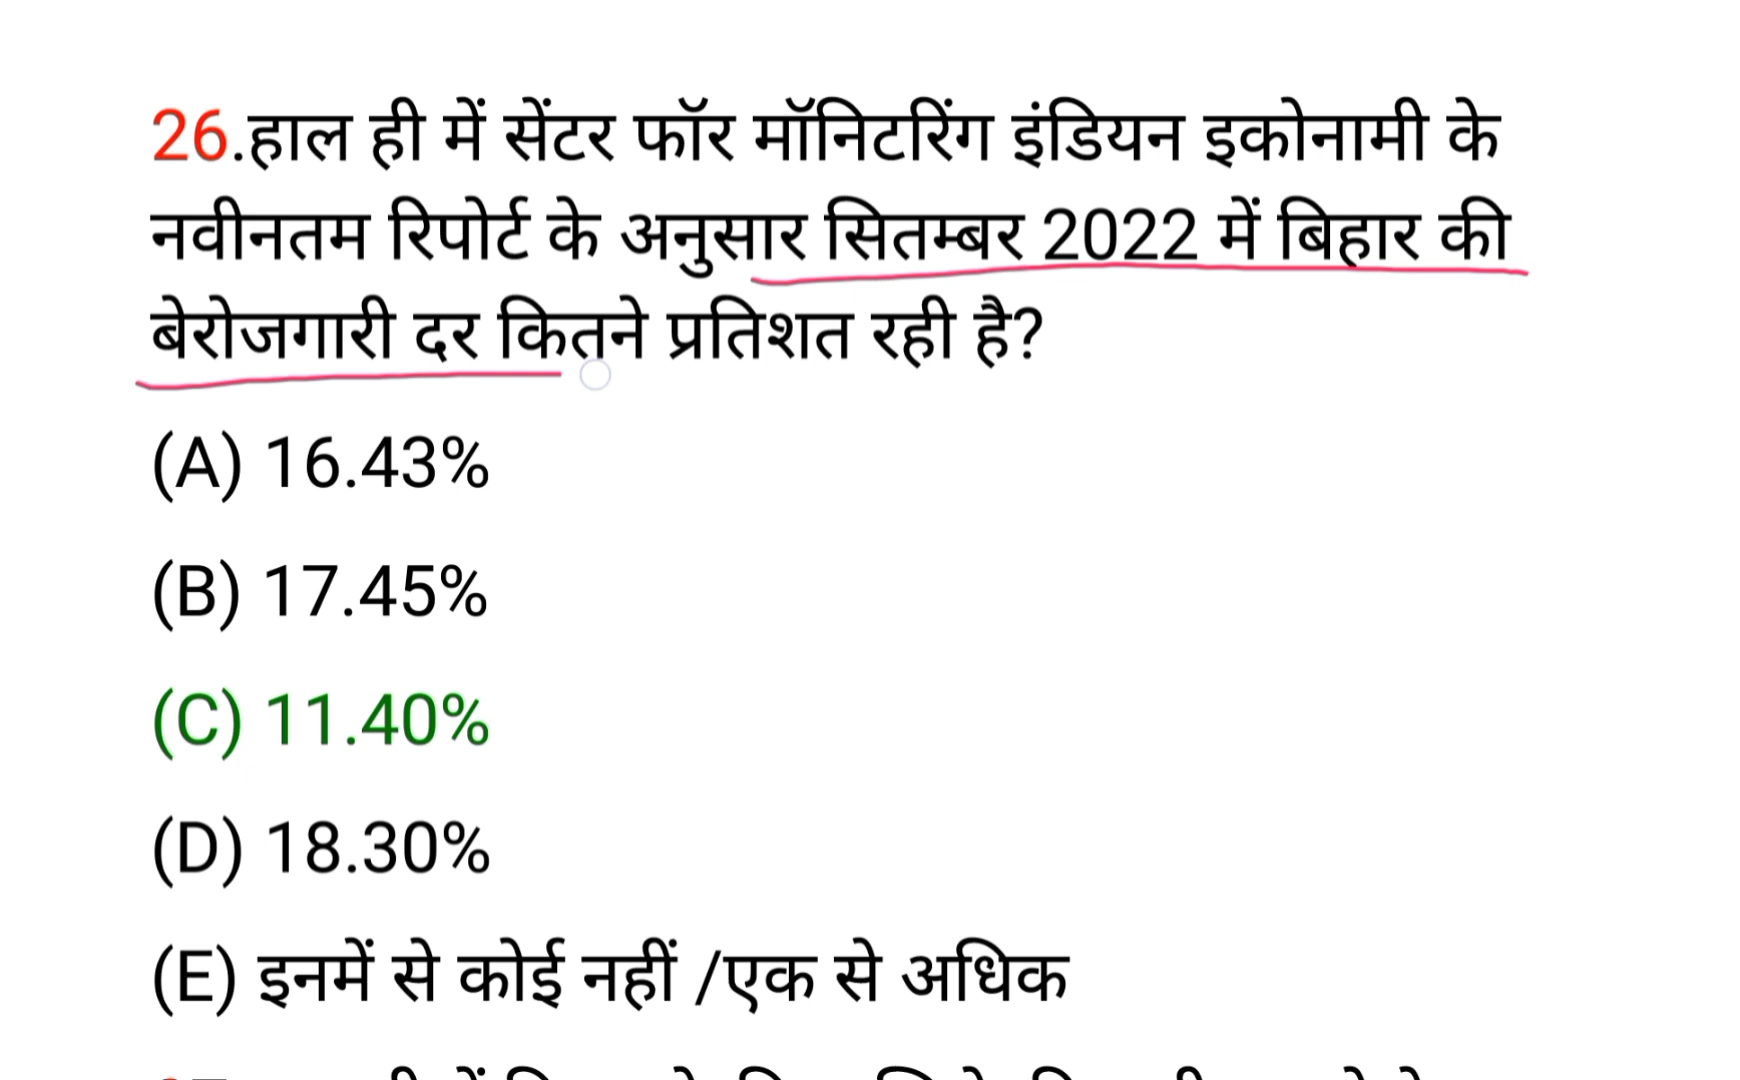 26.हाल ही में सेंटर फॉर मॉनिटरिंग इंडियन इकोनामी के
नवीनतम रिपोर्ट के अनुसार सितम्बर 2022 में बिहार की
बेरोजगारी दर कितने प्रतिशत रही है?
(A) 16.43%
(B) 17.45%
(C) 11.40%
(D) 18.30%
(E) इनमें से कोई नहीं /एक से अधिक